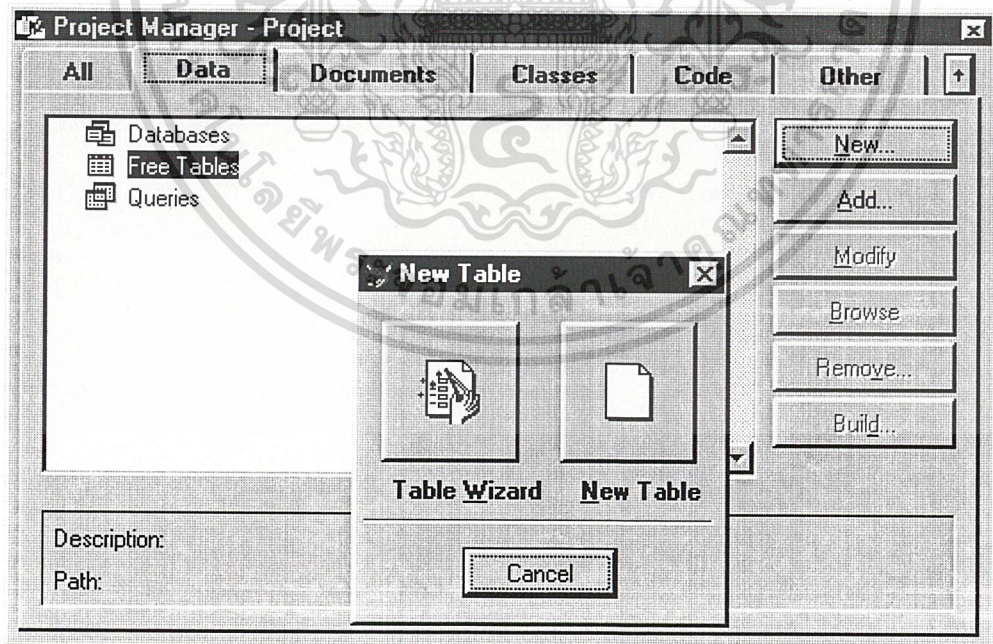 Project Manager - Project
All Data Documents Classes Code Other
Databases
Free Tables
Queries
New...
Add...
Modify
Browse
Remove...
Build...
New Table
Table Wizard New Table
Cancel
Description:
Path: